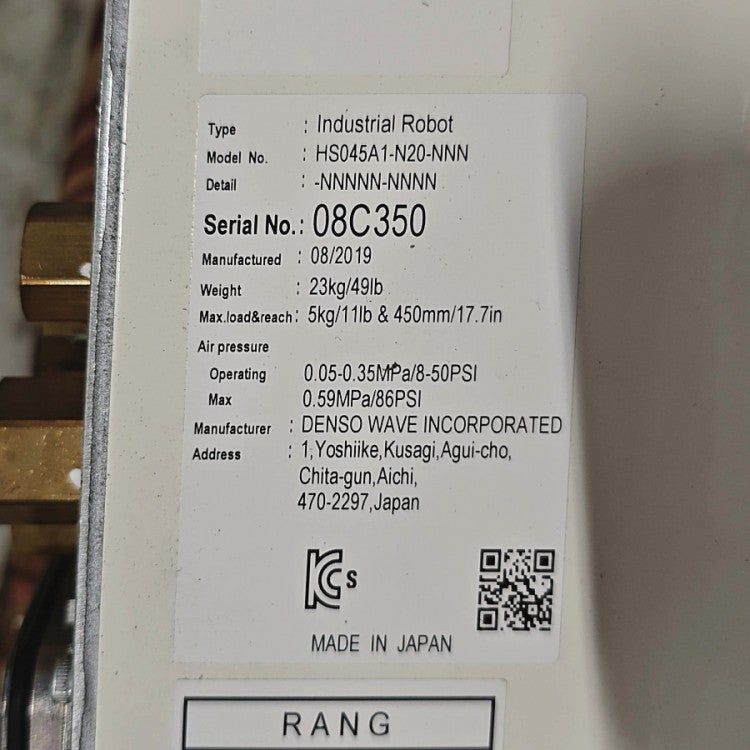 Type : Industrial Robot
Model No. : HS045A1-N20-NNN
Detail : -NNNNN-NNNN
Serial No.: 08C350
Manufactured : 08/2019
Weight : 23kg/49lb
Max.load&reach: 5kg/11lb & 450mm/17.7in
Air pressure
Operating 0.05-0.35MPa/8-50PSI
Max 0.59MPa/86PSI
Manufacturer : DENSO WAVE INCORPORATED
Address : 1,Yoshiike,Kusagi,Agui-cho,
Chita-gun,Aichi,
470-2297,Japan
KC s
MADE IN JAPAN
RANG